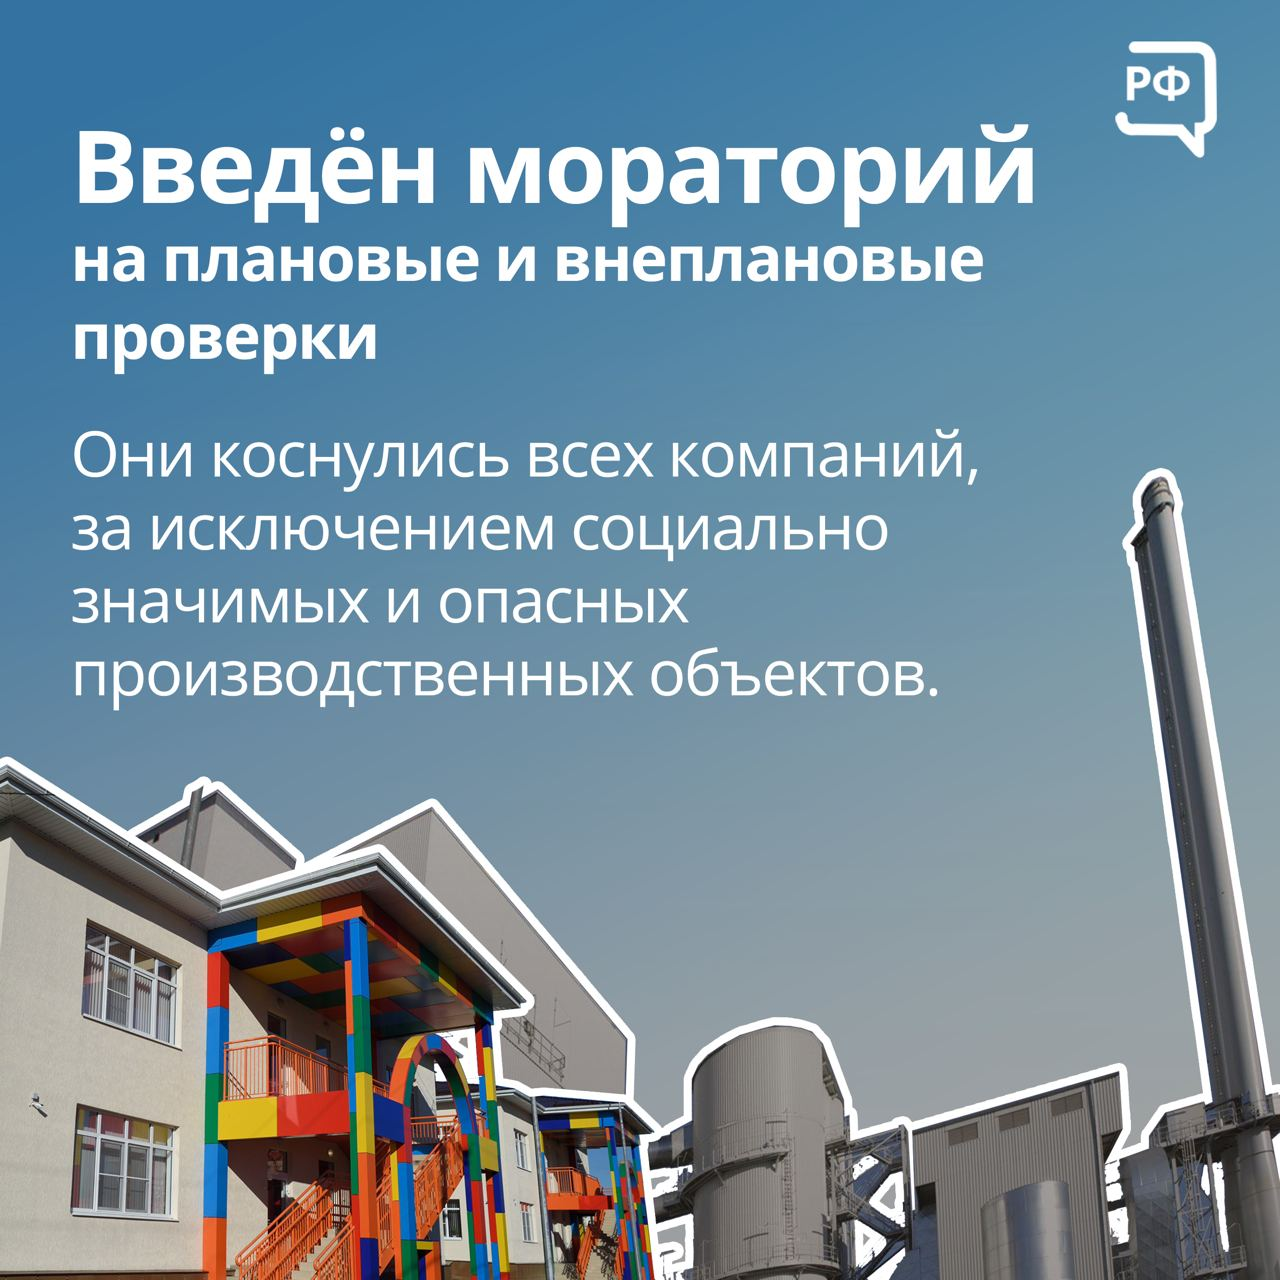 РФ
Введён мораторий
на плановые и внеплановые
проверки
Они коснулись всех компаний,
за исключением социально
значимых и опасных
производственных объектов.